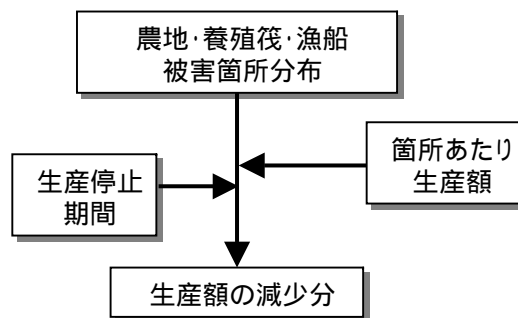 農地･養殖筏･漁船
被害箇所分布
箇所あたり
生産額
生産停止
期間
生産額の減少分